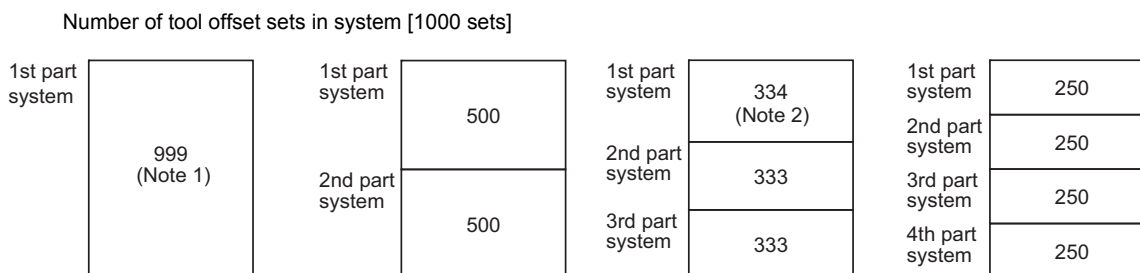 Number of tool offset sets in system [1000 sets]
1st part
system
999
(Note 1)
1st part
system
500
2nd part
system
500
1st part
system
334
(Note 2)
2nd part
system
333
3rd part
system
333
1st part
system
250
2nd part
system
250
3rd part
system
250
4th part
system
250